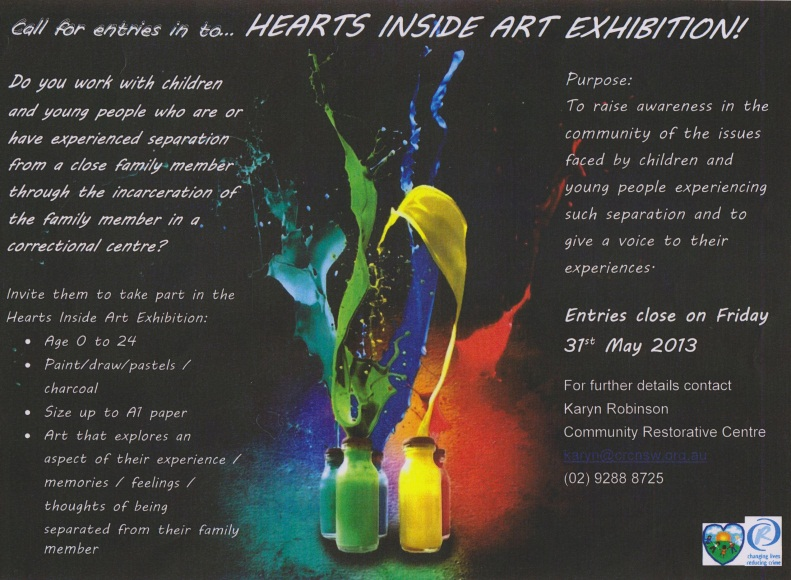 Call for entries in to... HEARTS INSIDE ART EXHIBITION!
Do you work with children
and young people who are or
have experienced separation
from a close family member
through the incarceration of
the family member in a
correctional centre?
Invite them to take part in the
Hearts Inside Art Exhibition:
• Age 0 to 24
• Paint/draw/pastels /
charcoal
• Size up to A1 paper
• Art that explores an
aspect of their experience /
memories / feelings /
thoughts of being
separated from their family
member
Purpose:
To raise awareness in the
community of the issues
faced by children and
young people experiencing
such separation and to
give a voice to their
experiences.
Entries close on Friday
31st May 2013
For further details contact
Karyn Robinson
Community Restorative Centre
karyn@crcnsw.org.au
(02) 9288 8725
changing lives
reducing crime